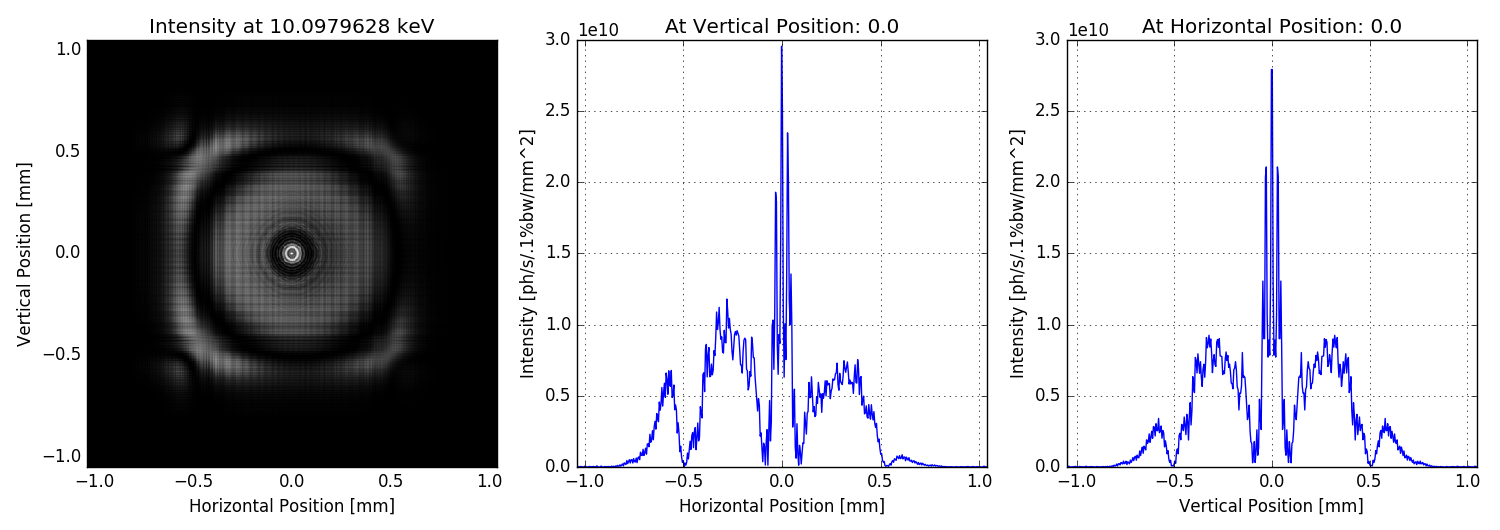 Intensity at 10.0979628 keV
1.0
0.5
0.0
−0.5
−1.0
Vertical Position [mm]
−1.0 −0.5 0.0 0.5 1.0
Horizontal Position [mm]
At Vertical Position: 0.0
1e10
3.0
2.5
2.0
1.5
1.0
0.5
0.0
Intensity [ph/s/.1%bw/mm^2]
−1.0 −0.5 0.0 0.5 1.0
Horizontal Position [mm]
At Horizontal Position: 0.0
1e10
3.0
2.5
2.0
1.5
1.0
0.5
0.0
Intensity [ph/s/.1%bw/mm^2]
−1.0 −0.5 0.0 0.5 1.0
Vertical Position [mm]